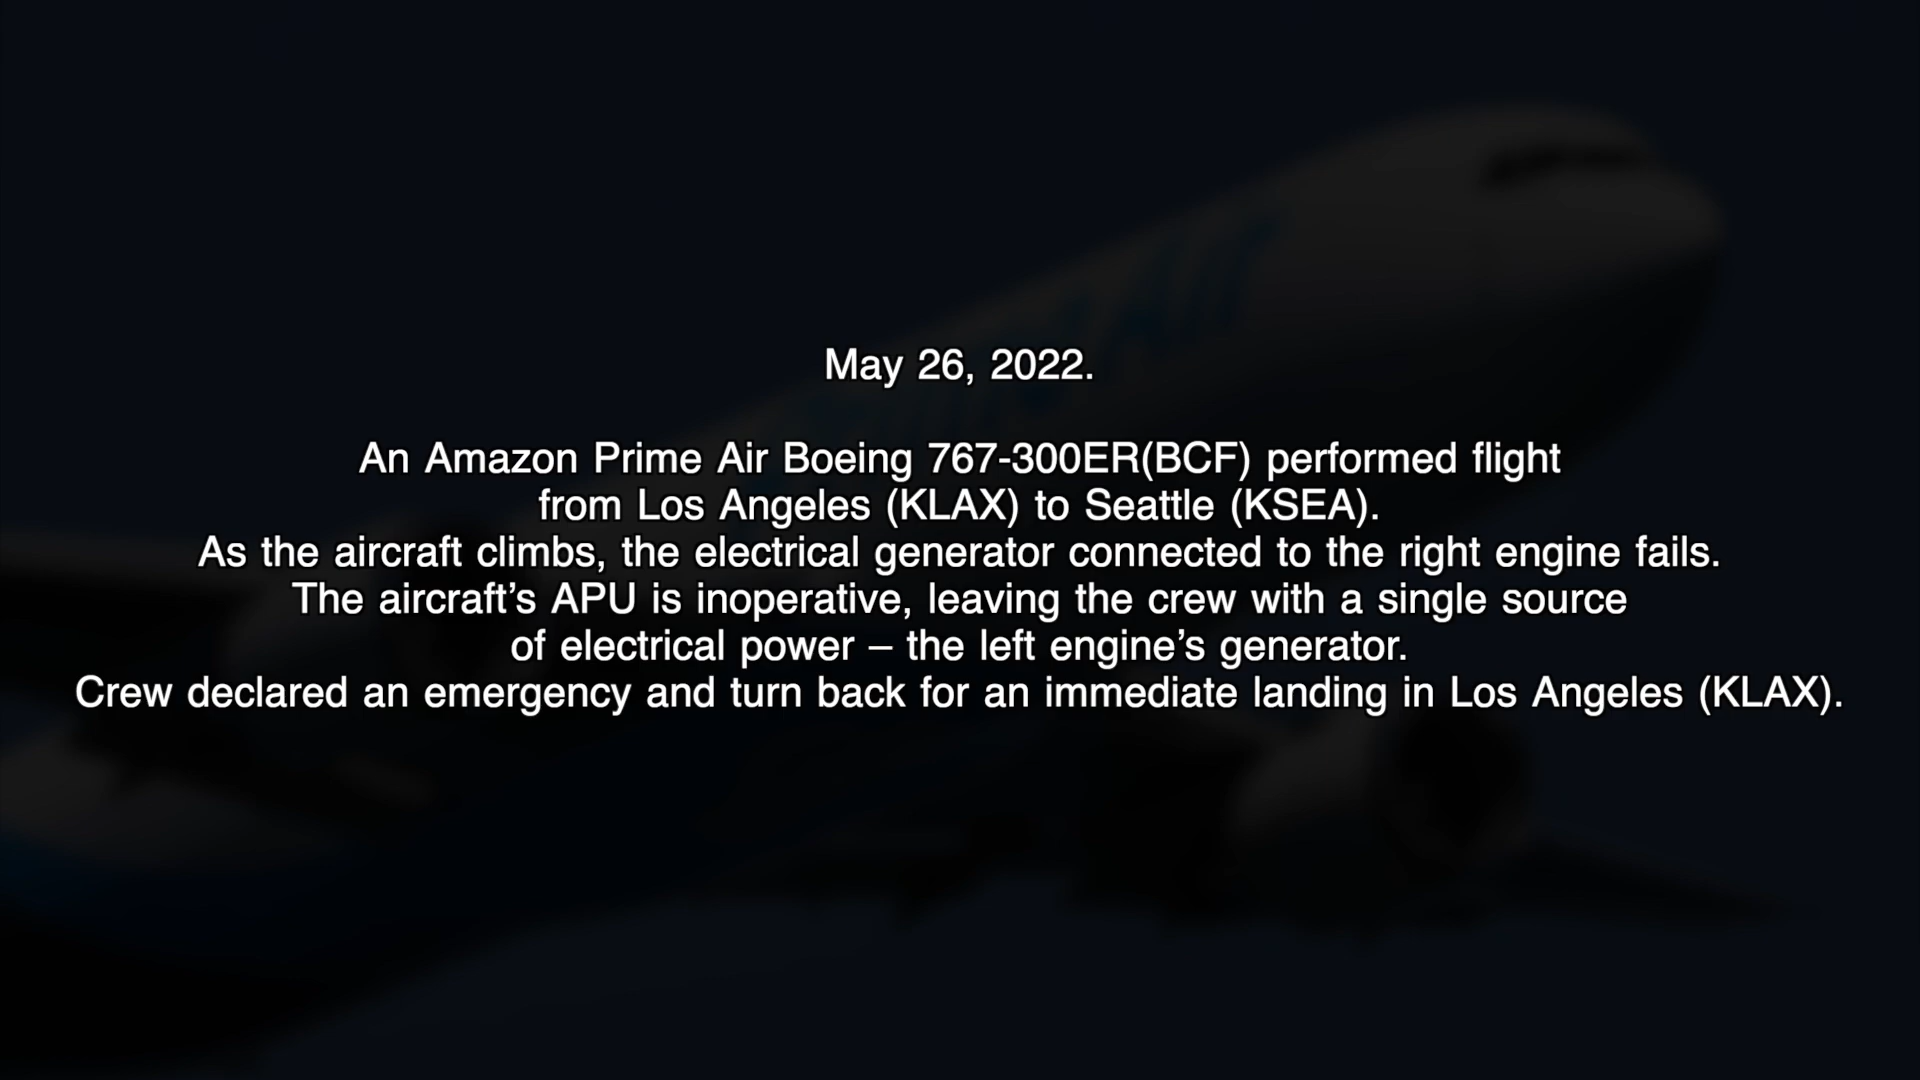 May 26, 2022.
An Amazon Prime Air Boeing 767-300ER(BCF) performed flight
from Los Angeles (KLAX) to Seattle (KSEA).
As the aircraft climbs, the electrical generator connected to the right engine fails.
The aircraft’s APU is inoperative, leaving the crew with a single source
of electrical power – the left engine’s generator.
Crew declared an emergency and turn back for an immediate landing in Los Angeles (KLAX).